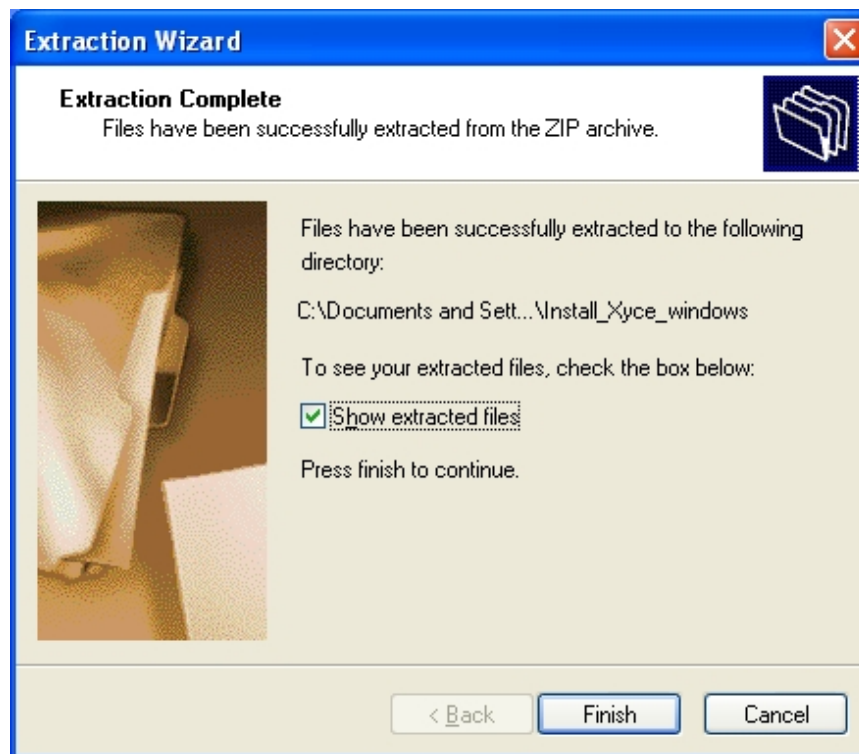 Extraction Wizard
Extraction Complete
Files have been successfully extracted from the ZIP archive.
Files have been successfully extracted to the following
directory:
C:\Documents and Sett...\Install_Xyce_windows
To see your extracted files, check the box below:
Show extracted files
Press finish to continue.
< Back Finish Cancel